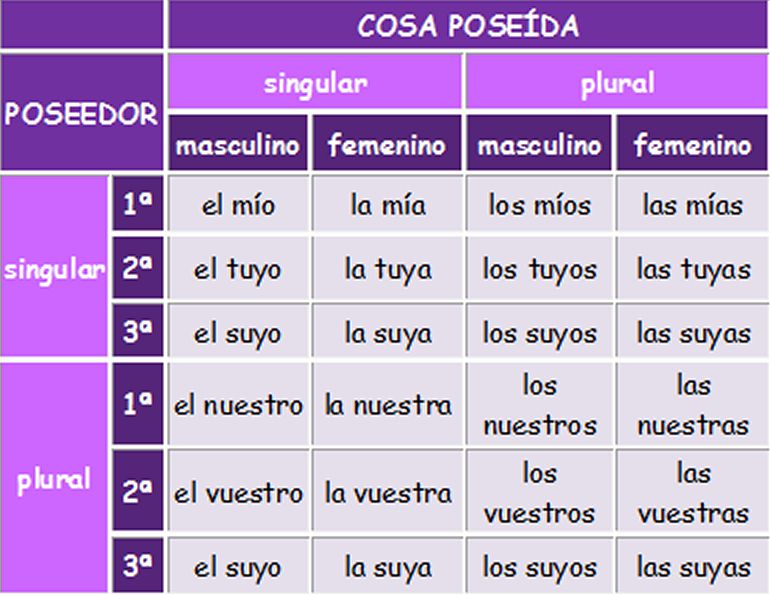 COSA POSEÍDA
POSEEDOR
singular plural
masculino femenino masculino femenino
singular
1ª el mío la mía los míos las mías
2ª el tuyo la tuya los tuyos las tuyas
3ª el suyo la suya los suyos las suyas
plural
1ª el nuestro la nuestra los nuestros las nuestras
2ª el vuestro la vuestra los vuestros las vuestras
3ª el suyo la suya los suyos las suyas